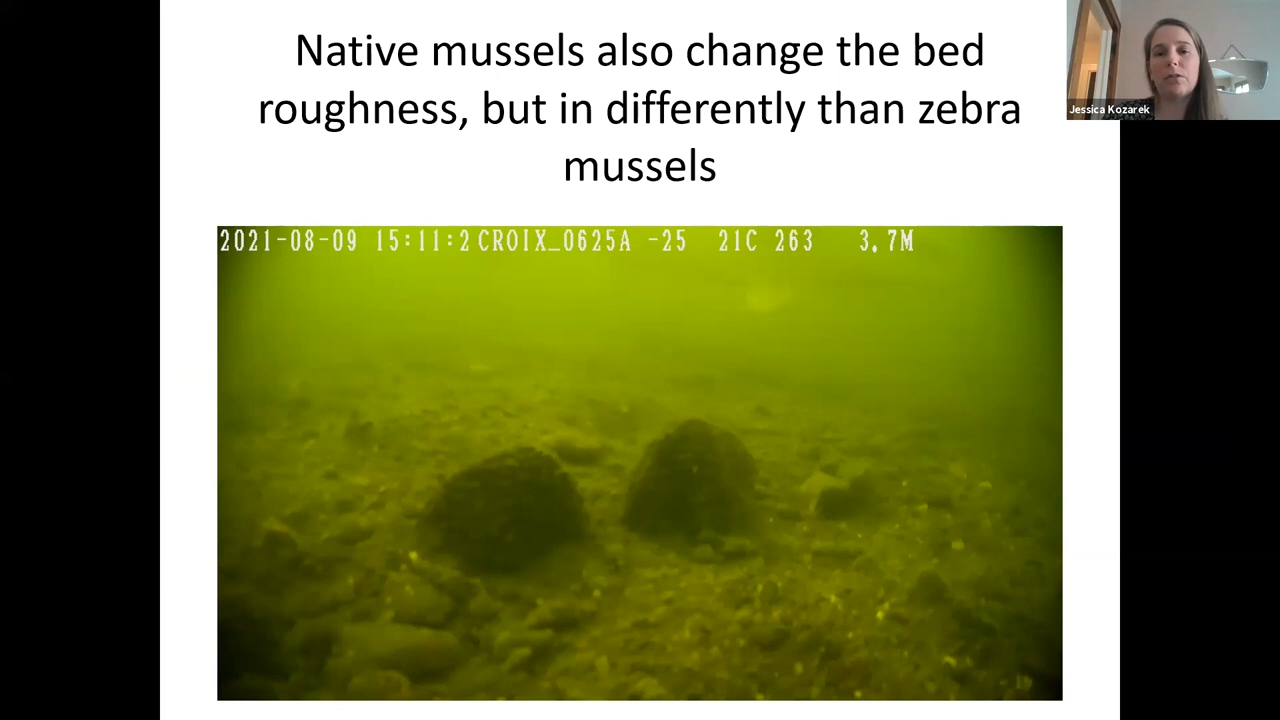 Native mussels also change the bed
roughness, but in differently than zebra
mussels
Jessica Kozarek
2021-08-09 15:11:2 CROIX_0625A -25 21C 263 3.7M